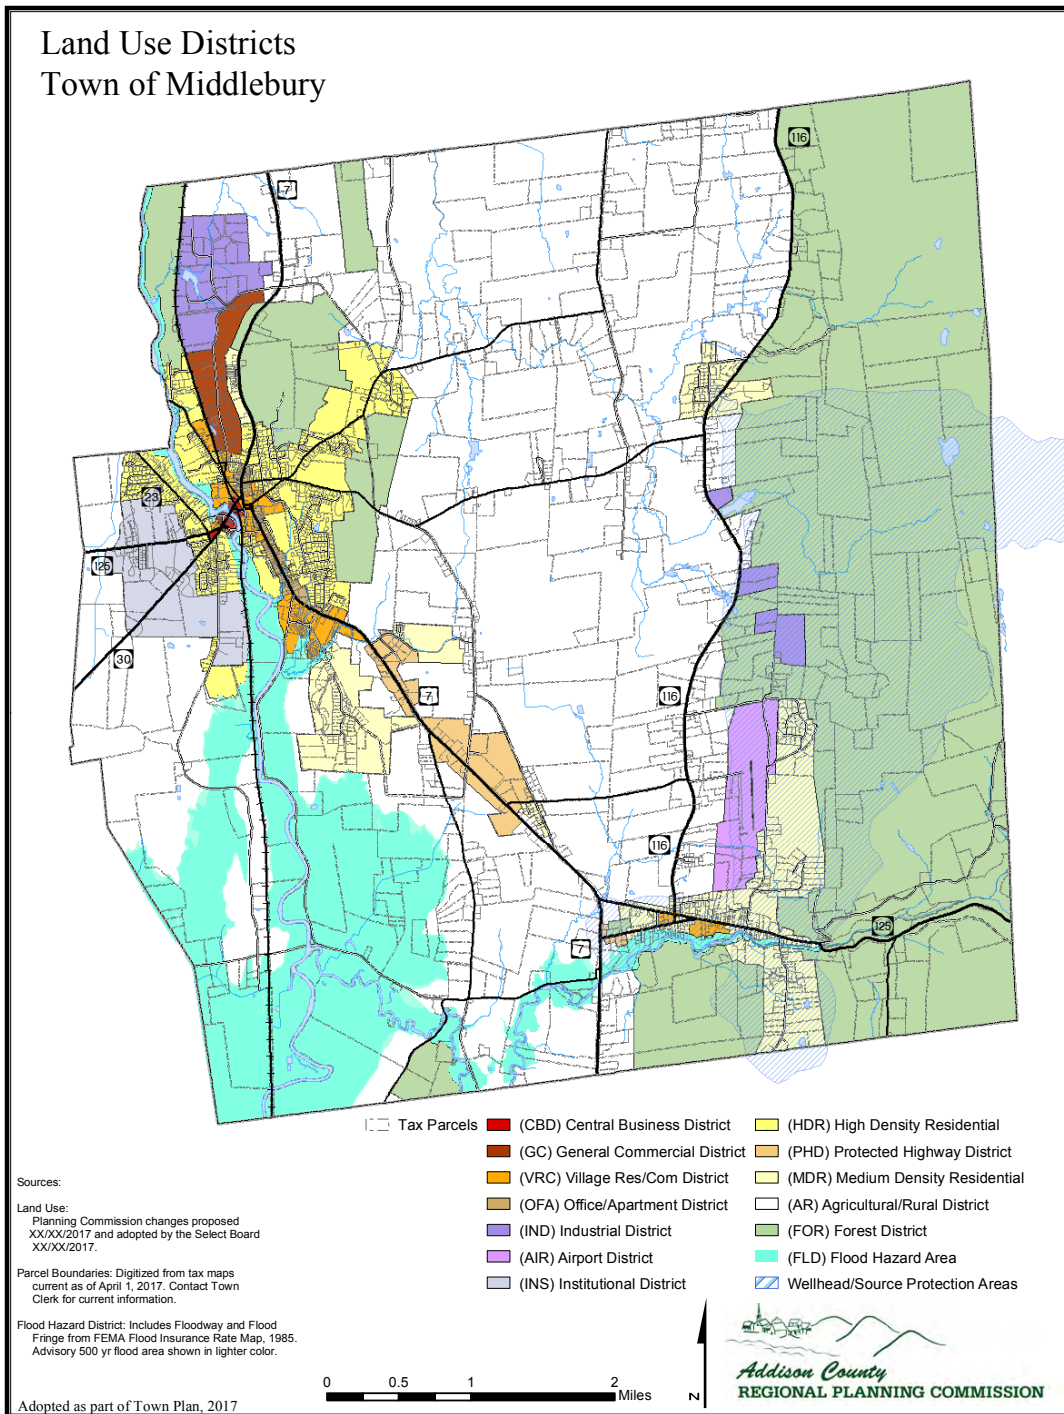 Land Use Districts
Town of Middlebury
116
7
23
125
30
7
116
116
125
7
Tax Parcels
(CBD) Central Business District
(GC) General Commercial District
(VRC) Village Res/Com District
(OFA) Office/Apartment District
(IND) Industrial District
(AIR) Airport District
(INS) Institutional District
(HDR) High Density Residential
(PHD) Protected Highway District
(MDR) Medium Density Residential
(AR) Agricultural/Rural District
(FOR) Forest District
(FLD) Flood Hazard Area
Wellhead/Source Protection Areas
Sources:
Land Use:
Planning Commission changes proposed
XX/XX/2017 and adopted by the Select Board
XX/XX/2017.
Parcel Boundaries: Digitized from tax maps
current as of April 1, 2017. Contact Town
Clerk for current information.
Flood Hazard District: Includes Floodway and Flood
Fringe from FEMA Flood Insurance Rate Map, 1985.
Advisory 500 yr flood area shown in lighter color.
Adopted as part of Town Plan, 2017
0 0.5 1 2
Miles
N
Addison County
REGIONAL PLANNING COMMISSION